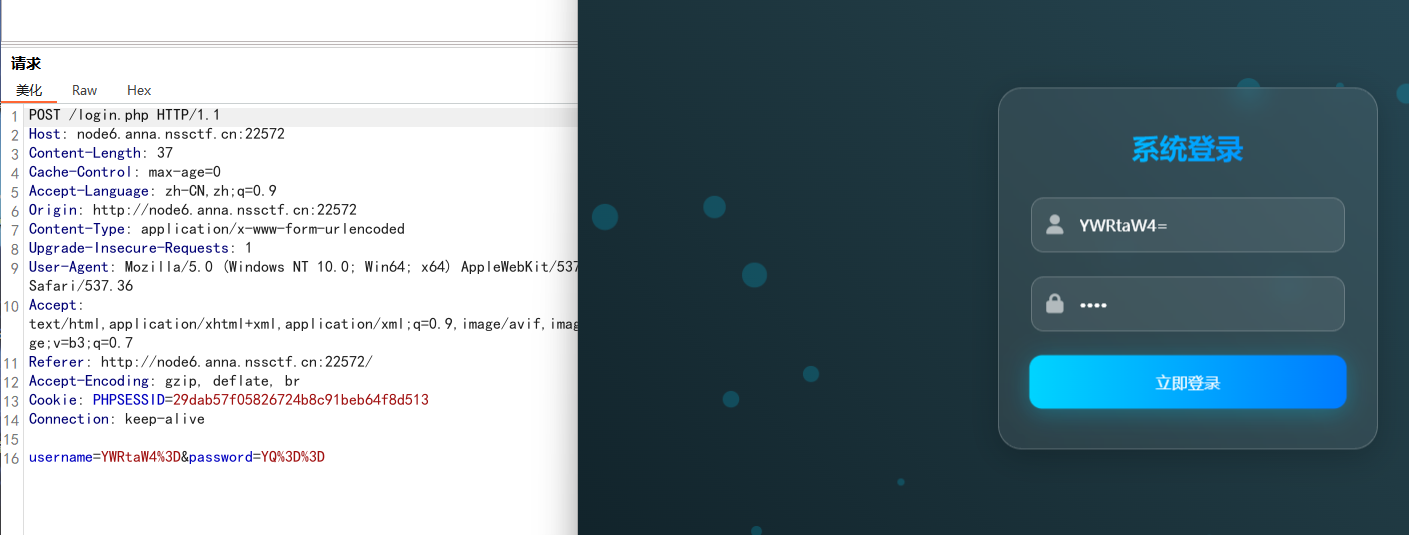 请求
美化 Raw Hex
1 POST /login.php HTTP/1.1
2 Host: node6.anna.nssctf.cn:22572
3 Content-Length: 37
4 Cache-Control: max-age=0
5 Accept-Language: zh-CN,zh;q=0.9
6 Origin: http://node6.anna.nssctf.cn:22572
7 Content-Type: application/x-www-form-urlencoded
8 Upgrade-Insecure-Requests: 1
9 User-Agent: Mozilla/5.0 (Windows NT 10.0; Win64; x64) AppleWebKit/537
Safari/537.36
10 Accept:
text/html,application/xhtml+xml,application/xml;q=0.9,image/avif,imag
ge;v=b3;q=0.7
11 Referer: http://node6.anna.nssctf.cn:22572/
12 Accept-Encoding: gzip, deflate, br
13 Cookie: PHPSESSID=29dab57f05826724b8c91beb64f8d513
14 Connection: keep-alive
15
16 username=YWRtaW4%3D&password=YQ%3D%3D
系统登录
YWRtaW4=
••••
立即登录